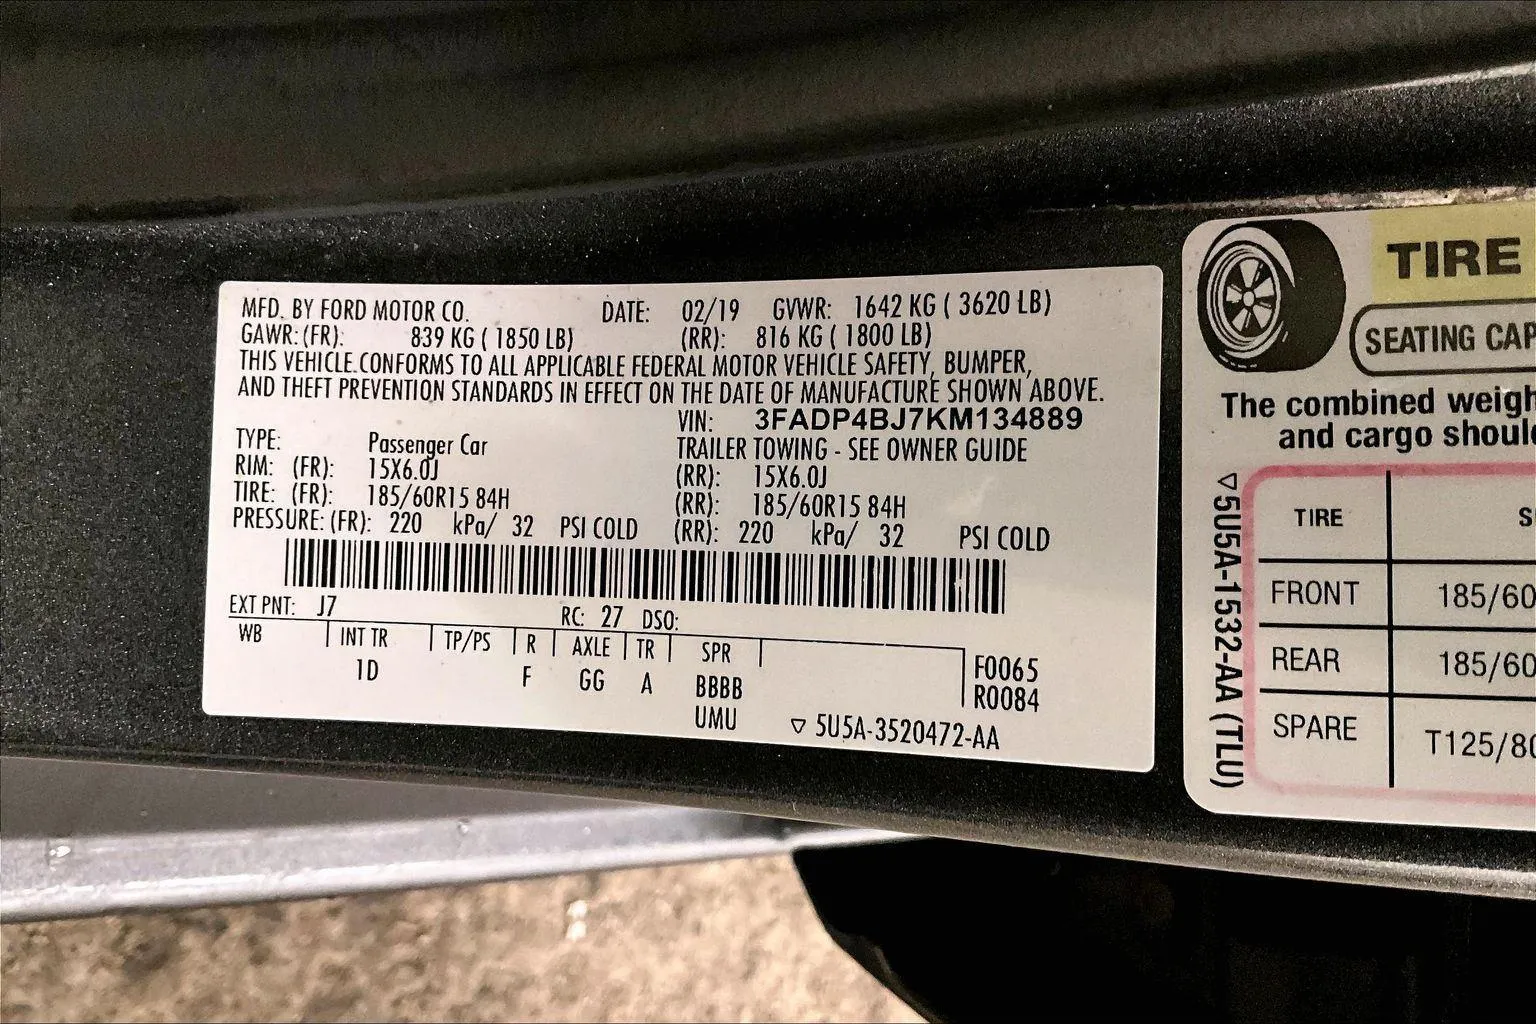 MFD. BY FORD MOTOR CO. DATE: 02/19 GVWR: 1642 KG ( 3620 LB)
GAWR: (FR): 839 KG ( 1850 LB) (RR): 816 KG ( 1800 LB)
THIS VEHICLE CONFORMS TO ALL APPLICABLE FEDERAL MOTOR VEHICLE SAFETY, BUMPER,
AND THEFT PREVENTION STANDARDS IN EFFECT ON THE DATE OF MANUFACTURE SHOWN ABOVE.
VIN: 3FADP4BJ7KM134889
TYPE: Passenger Car TRAILER TOWING - SEE OWNER GUIDE
RIM: (FR): 15X6.0J (RR): 15X6.0J
TIRE: (FR): 185/60R15 84H (RR): 185/60R15 84H
PRESSURE: (FR): 220 kPa/ 32 PSI COLD (RR): 220 kPa/ 32 PSI COLD
EXT PNT: J7 RC: 27 DSO:
WB INT TR TP/PS R AXLE TR SPR
1D F GG A BBBB
UMU
F0065
R0084
▽ 5U5A-3520472-AA
TIRE
SEATING CAP
The combined weigh
and cargo shoul
▽5U5A-1532-AA (TLU)
TIRE S
FRONT 185/60
REAR 185/60
SPARE T125/80